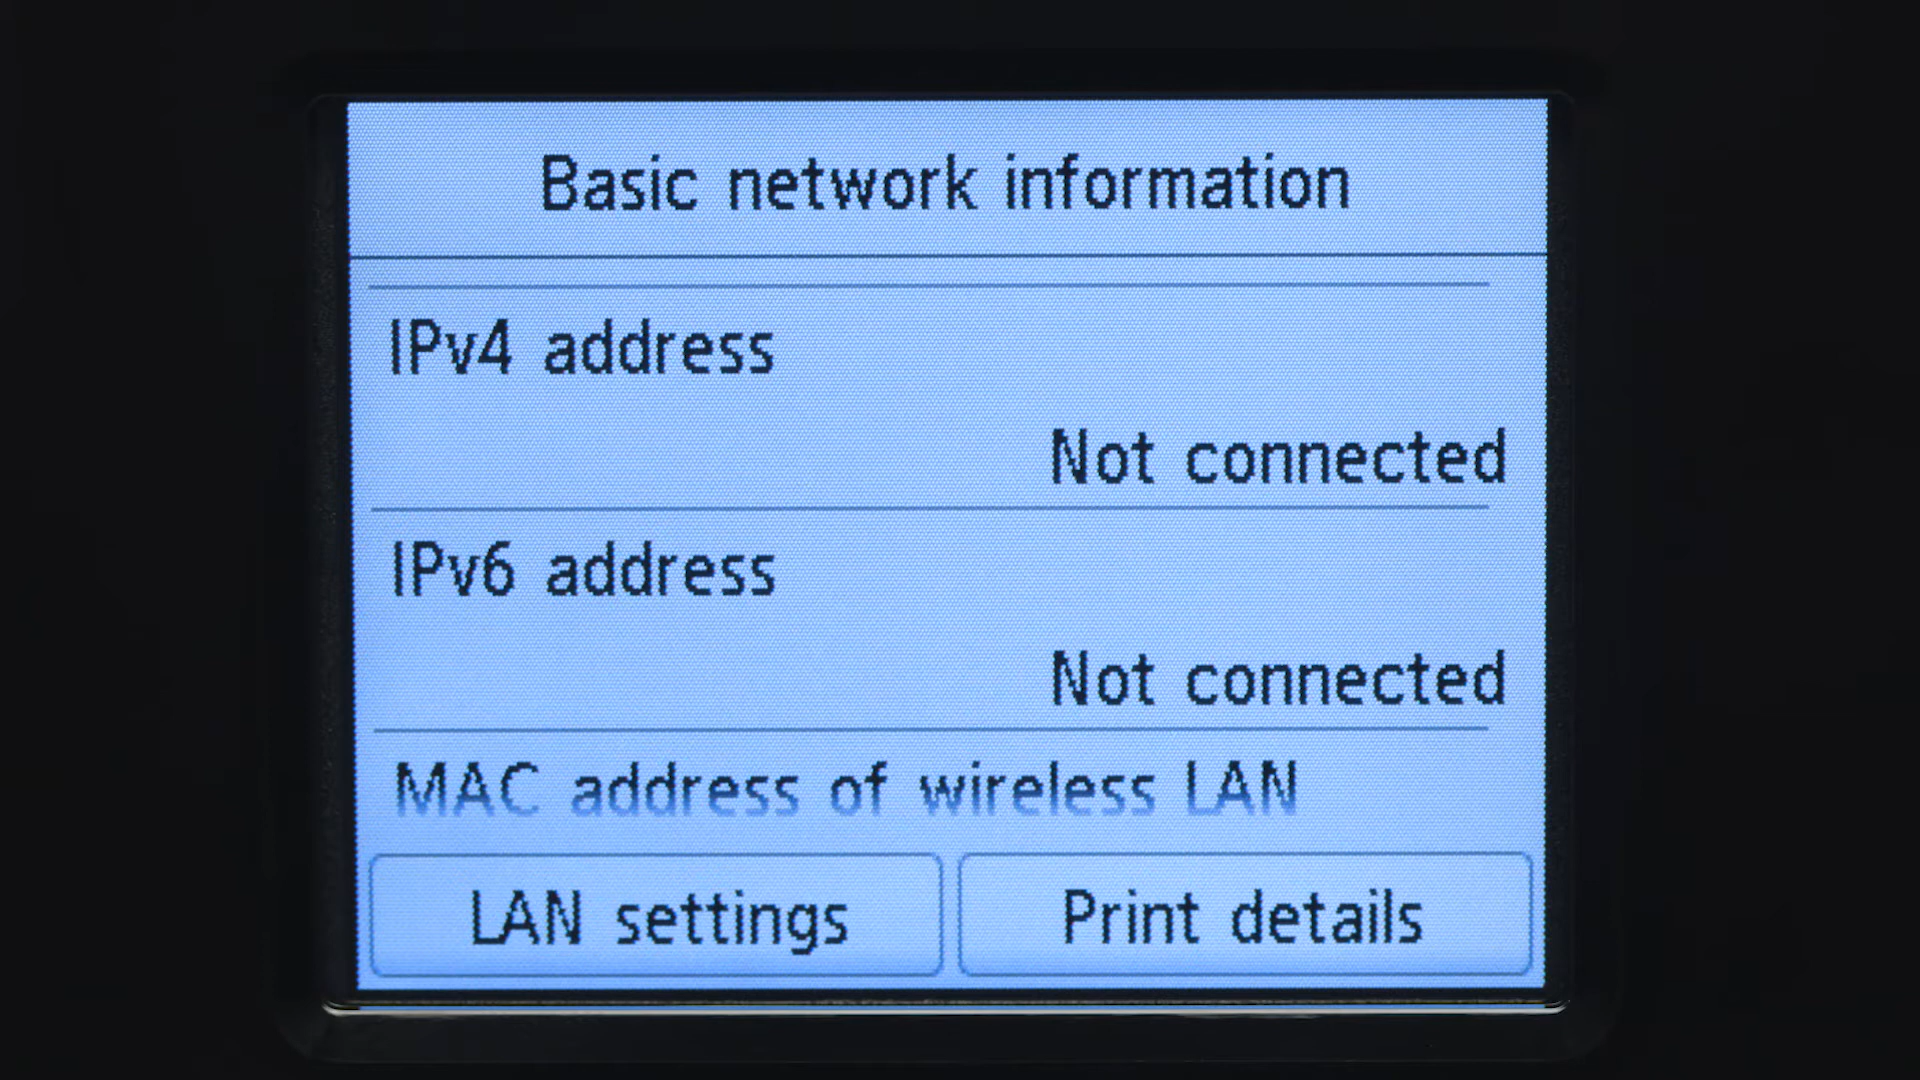 Basic network information
IPv4 address
Not connected
IPv6 address
Not connected
MAC address of wireless LAN
LAN settings
Print details